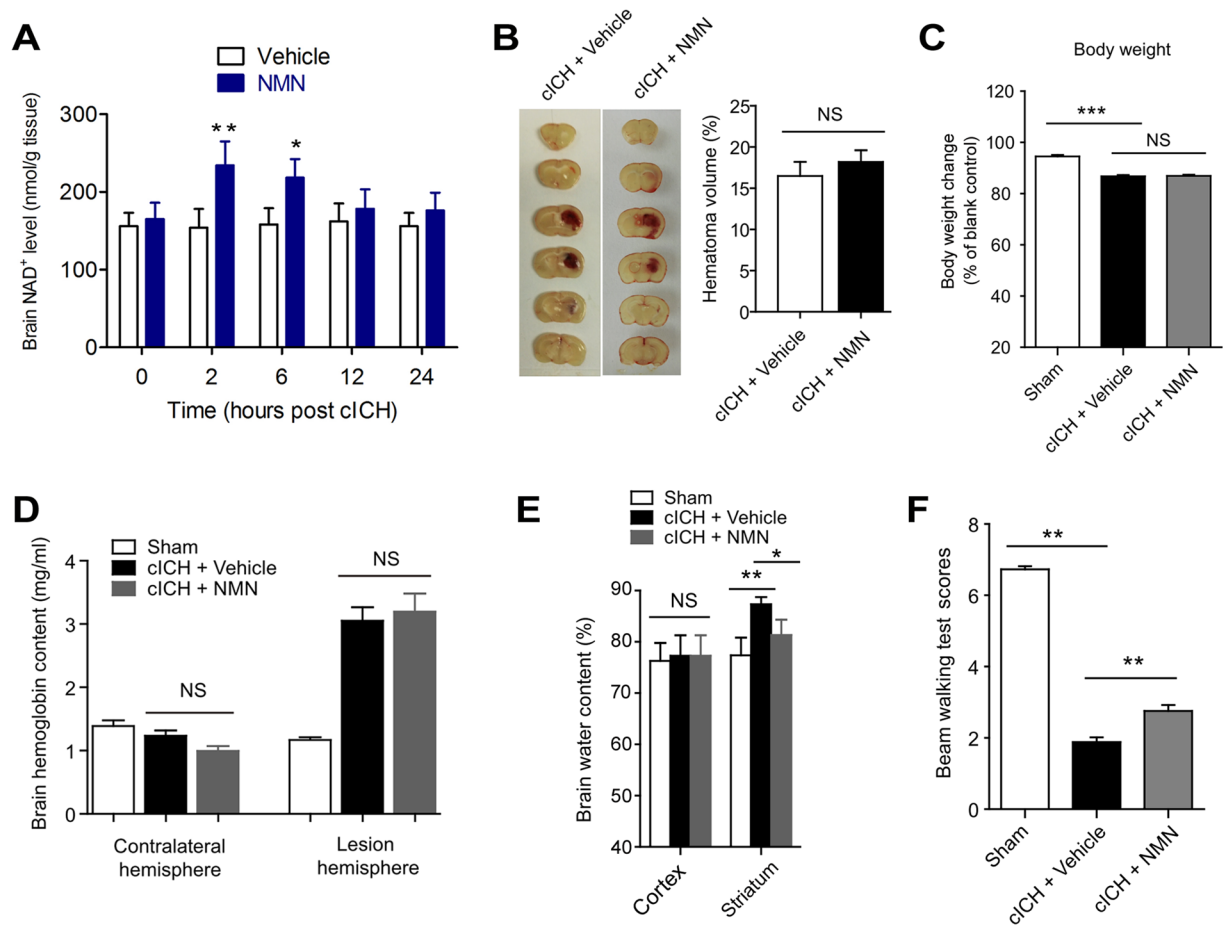 A
Vehicle
NMN
Brain NAD+ level (nmol/g tissue)
300
200
100
0
**
*
0 2 6 12 24
Time (hours post cICH)
B
cICH + Vehicle
cICH + NMN
Hematoma volume (%)
25
20
15
10
5
0
NS
cICH + Vehicle
cICH + NMN
C
Body weight
Body weight change
(% of blank control)
120
100
80
60
40
20
***
NS
Sham
cICH + Vehicle
cICH + NMN
D
Sham
cICH + Vehicle
cICH + NMN
Brain hemoglobin content (mg/ml)
4
3
2
1
0
NS
NS
Contralateral
hemisphere
Lesion
hemisphere
E
Sham
cICH + Vehicle
cICH + NMN
Brain water content (%)
90
80
70
60
50
40
NS
**
*
Cortex
Striatum
F
Beam walking test scores
8
6
4
2
0
**
**
Sham
cICH + Vehicle
cICH + NMN